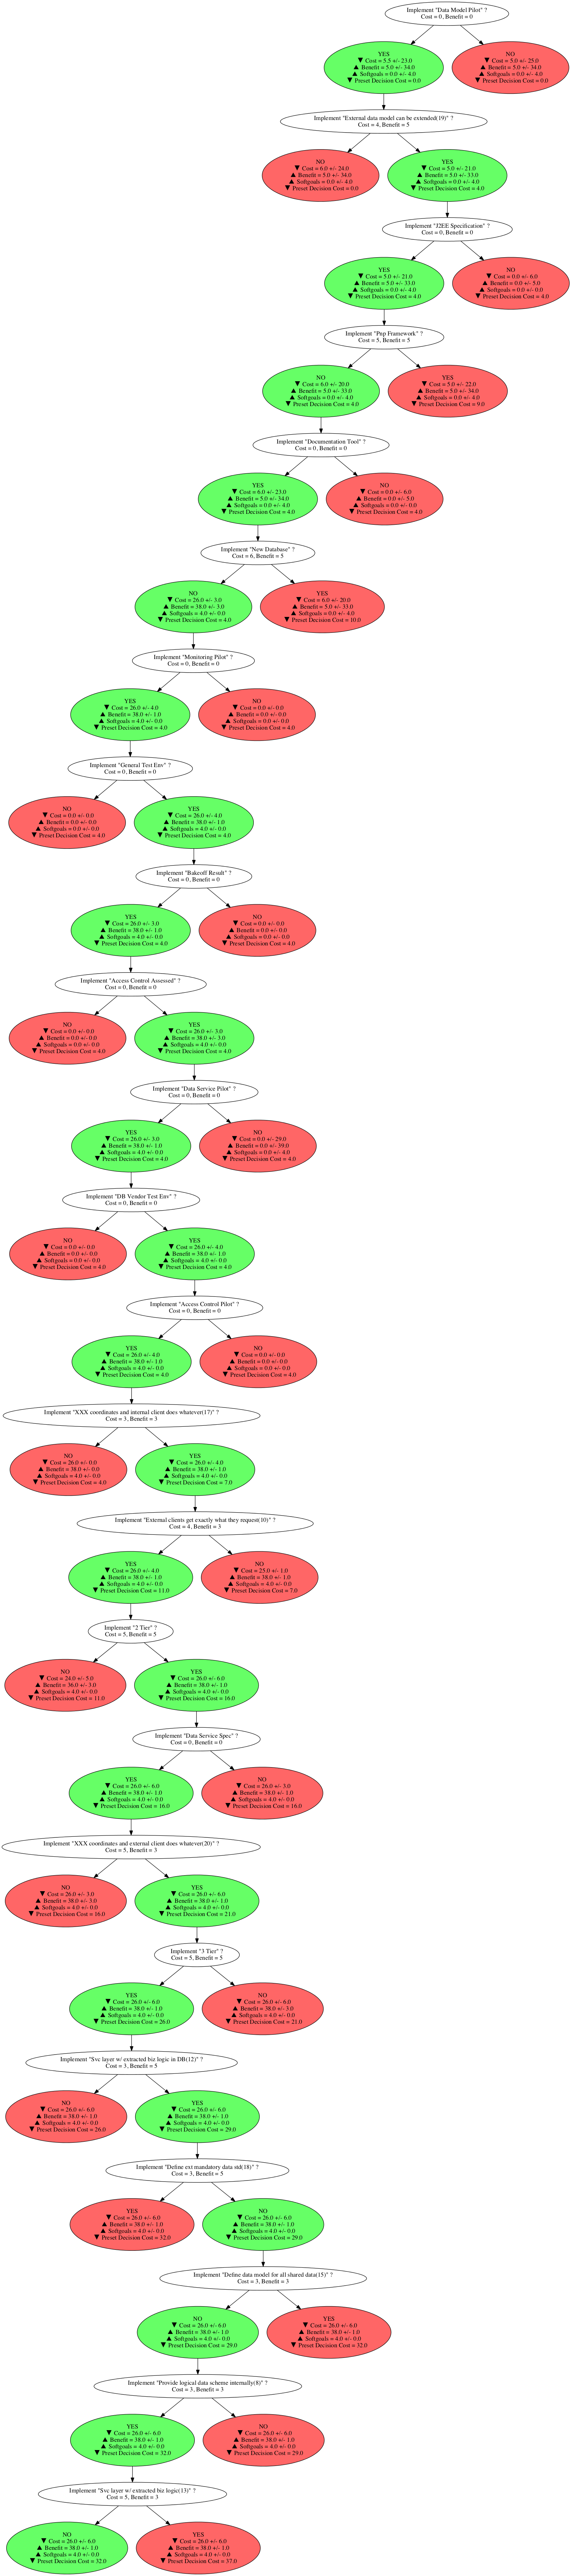 Implement "Data Model Pilot" ?
Cost = 0, Benefit = 0
YES
▼ Cost = 5.5 +/- 23.0
▲ Benefit = 5.0 +/- 34.0
▲ Softgoals = 0.0 +/- 4.0
▼ Preset Decision Cost = 0.0
NO
▼ Cost = 5.0 +/- 25.0
▲ Benefit = 5.0 +/- 34.0
▲ Softgoals = 0.0 +/- 4.0
▼ Preset Decision Cost = 0.0
Implement "External data model can be extended(19)" ?
Cost = 4, Benefit = 5
NO
▼ Cost = 6.0 +/- 24.0
▲ Benefit = 5.0 +/- 34.0
▲ Softgoals = 0.0 +/- 4.0
▼ Preset Decision Cost = 0.0
YES
▼ Cost = 5.0 +/- 21.0
▲ Benefit = 5.0 +/- 33.0
▲ Softgoals = 0.0 +/- 4.0
▼ Preset Decision Cost = 4.0
Implement "J2EE Specification" ?
Cost = 0, Benefit = 0
YES
▼ Cost = 5.0 +/- 21.0
▲ Benefit = 5.0 +/- 33.0
▲ Softgoals = 0.0 +/- 4.0
▼ Preset Decision Cost = 4.0
NO
▼ Cost = 0.0 +/- 6.0
▲ Benefit = 0.0 +/- 5.0
▲ Softgoals = 0.0 +/- 0.0
▼ Preset Decision Cost = 4.0
Implement "Pnp Framework" ?
Cost = 5, Benefit = 5
NO
▼ Cost = 6.0 +/- 20.0
▲ Benefit = 5.0 +/- 33.0
▲ Softgoals = 0.0 +/- 4.0
▼ Preset Decision Cost = 4.0
YES
▼ Cost = 5.0 +/- 22.0
▲ Benefit = 5.0 +/- 34.0
▲ Softgoals = 0.0 +/- 4.0
▼ Preset Decision Cost = 9.0
Implement "Documentation Tool" ?
Cost = 0, Benefit = 0
YES
▼ Cost = 6.0 +/- 23.0
▲ Benefit = 5.0 +/- 34.0
▲ Softgoals = 0.0 +/- 4.0
▼ Preset Decision Cost = 4.0
NO
▼ Cost = 0.0 +/- 6.0
▲ Benefit = 0.0 +/- 5.0
▲ Softgoals = 0.0 +/- 0.0
▼ Preset Decision Cost = 4.0
Implement "New Database" ?
Cost = 6, Benefit = 5
NO
▼ Cost = 26.0 +/- 3.0
▲ Benefit = 38.0 +/- 3.0
▲ Softgoals = 4.0 +/- 0.0
▼ Preset Decision Cost = 4.0
YES
▼ Cost = 6.0 +/- 20.0
▲ Benefit = 5.0 +/- 33.0
▲ Softgoals = 0.0 +/- 4.0
▼ Preset Decision Cost = 10.0
Implement "Monitoring Pilot" ?
Cost = 0, Benefit = 0
YES
▼ Cost = 26.0 +/- 4.0
▲ Benefit = 38.0 +/- 1.0
▲ Softgoals = 4.0 +/- 0.0
▼ Preset Decision Cost = 4.0
NO
▼ Cost = 0.0 +/- 0.0
▲ Benefit = 0.0 +/- 0.0
▲ Softgoals = 0.0 +/- 0.0
▼ Preset Decision Cost = 4.0
Implement "General Test Env" ?
Cost = 0, Benefit = 0
NO
▼ Cost = 0.0 +/- 0.0
▲ Benefit = 0.0 +/- 0.0
▲ Softgoals = 0.0 +/- 0.0
▼ Preset Decision Cost = 4.0
YES
▼ Cost = 26.0 +/- 4.0
▲ Benefit = 38.0 +/- 1.0
▲ Softgoals = 4.0 +/- 0.0
▼ Preset Decision Cost = 4.0
Implement "Bakeoff Result" ?
Cost = 0, Benefit = 0
YES
▼ Cost = 26.0 +/- 3.0
▲ Benefit = 38.0 +/- 1.0
▲ Softgoals = 4.0 +/- 0.0
▼ Preset Decision Cost = 4.0
NO
▼ Cost = 0.0 +/- 0.0
▲ Benefit = 0.0 +/- 0.0
▲ Softgoals = 0.0 +/- 0.0
▼ Preset Decision Cost = 4.0
Implement "Access Control Assessed" ?
Cost = 0, Benefit = 0
NO
▼ Cost = 0.0 +/- 0.0
▲ Benefit = 0.0 +/- 0.0
▲ Softgoals = 0.0 +/- 0.0
▼ Preset Decision Cost = 4.0
YES
▼ Cost = 26.0 +/- 3.0
▲ Benefit = 38.0 +/- 3.0
▲ Softgoals = 4.0 +/- 0.0
▼ Preset Decision Cost = 4.0
Implement "Data Service Pilot" ?
Cost = 0, Benefit = 0
YES
▼ Cost = 26.0 +/- 3.0
▲ Benefit = 38.0 +/- 1.0
▲ Softgoals = 4.0 +/- 0.0
▼ Preset Decision Cost = 4.0
NO
▼ Cost = 0.0 +/- 29.0
▲ Benefit = 0.0 +/- 39.0
▲ Softgoals = 0.0 +/- 4.0
▼ Preset Decision Cost = 4.0
Implement "DB Vendor Test Env" ?
Cost = 0, Benefit = 0
NO
▼ Cost = 0.0 +/- 0.0
▲ Benefit = 0.0 +/- 0.0
▲ Softgoals = 0.0 +/- 0.0
▼ Preset Decision Cost = 4.0
YES
▼ Cost = 26.0 +/- 4.0
▲ Benefit = 38.0 +/- 1.0
▲ Softgoals = 4.0 +/- 0.0
▼ Preset Decision Cost = 4.0
Implement "Access Control Pilot" ?
Cost = 0, Benefit = 0
YES
▼ Cost = 26.0 +/- 4.0
▲ Benefit = 38.0 +/- 1.0
▲ Softgoals = 4.0 +/- 0.0
▼ Preset Decision Cost = 4.0
NO
▼ Cost = 0.0 +/- 0.0
▲ Benefit = 0.0 +/- 0.0
▲ Softgoals = 0.0 +/- 0.0
▼ Preset Decision Cost = 4.0
Implement "XXX coordinates and internal client does whatever(17)" ?
Cost = 3, Benefit = 3
NO
▼ Cost = 26.0 +/- 0.0
▲ Benefit = 38.0 +/- 0.0
▲ Softgoals = 4.0 +/- 0.0
▼ Preset Decision Cost = 4.0
YES
▼ Cost = 26.0 +/- 4.0
▲ Benefit = 38.0 +/- 1.0
▲ Softgoals = 4.0 +/- 0.0
▼ Preset Decision Cost = 7.0
Implement "External clients get exactly what they request(10)" ?
Cost = 4, Benefit = 3
YES
▼ Cost = 26.0 +/- 4.0
▲ Benefit = 38.0 +/- 1.0
▲ Softgoals = 4.0 +/- 0.0
▼ Preset Decision Cost = 11.0
NO
▼ Cost = 25.0 +/- 1.0
▲ Benefit = 38.0 +/- 1.0
▲ Softgoals = 4.0 +/- 0.0
▼ Preset Decision Cost = 7.0
Implement "2 Tier" ?
Cost = 5, Benefit = 5
NO
▼ Cost = 24.0 +/- 5.0
▲ Benefit = 36.0 +/- 3.0
▲ Softgoals = 4.0 +/- 0.0
▼ Preset Decision Cost = 11.0
YES
▼ Cost = 26.0 +/- 6.0
▲ Benefit = 38.0 +/- 1.0
▲ Softgoals = 4.0 +/- 0.0
▼ Preset Decision Cost = 16.0
Implement "Data Service Spec" ?
Cost = 0, Benefit = 0
YES
▼ Cost = 26.0 +/- 6.0
▲ Benefit = 38.0 +/- 1.0
▲ Softgoals = 4.0 +/- 0.0
▼ Preset Decision Cost = 16.0
NO
▼ Cost = 26.0 +/- 3.0
▲ Benefit = 38.0 +/- 1.0
▲ Softgoals = 4.0 +/- 0.0
▼ Preset Decision Cost = 16.0
Implement "XXX coordinates and external client does whatever(20)" ?
Cost = 5, Benefit = 3
NO
▼ Cost = 26.0 +/- 3.0
▲ Benefit = 38.0 +/- 3.0
▲ Softgoals = 4.0 +/- 0.0
▼ Preset Decision Cost = 16.0
YES
▼ Cost = 26.0 +/- 6.0
▲ Benefit = 38.0 +/- 1.0
▲ Softgoals = 4.0 +/- 0.0
▼ Preset Decision Cost = 21.0
Implement "3 Tier" ?
Cost = 5, Benefit = 5
YES
▼ Cost = 26.0 +/- 6.0
▲ Benefit = 38.0 +/- 1.0
▲ Softgoals = 4.0 +/- 0.0
▼ Preset Decision Cost = 26.0
NO
▼ Cost = 26.0 +/- 6.0
▲ Benefit = 38.0 +/- 3.0
▲ Softgoals = 4.0 +/- 0.0
▼ Preset Decision Cost = 21.0
Implement "Svc layer w/ extracted biz logic in DB(12)" ?
Cost = 3, Benefit = 5
NO
▼ Cost = 26.0 +/- 6.0
▲ Benefit = 38.0 +/- 1.0
▲ Softgoals = 4.0 +/- 0.0
▼ Preset Decision Cost = 26.0
YES
▼ Cost = 26.0 +/- 6.0
▲ Benefit = 38.0 +/- 1.0
▲ Softgoals = 4.0 +/- 0.0
▼ Preset Decision Cost = 29.0
Implement "Define ext mandatory data std(18)" ?
Cost = 3, Benefit = 5
YES
▼ Cost = 26.0 +/- 6.0
▲ Benefit = 38.0 +/- 1.0
▲ Softgoals = 4.0 +/- 0.0
▼ Preset Decision Cost = 32.0
NO
▼ Cost = 26.0 +/- 6.0
▲ Benefit = 38.0 +/- 1.0
▲ Softgoals = 4.0 +/- 0.0
▼ Preset Decision Cost = 29.0
Implement "Define data model for all shared data(15)" ?
Cost = 3, Benefit = 3
NO
▼ Cost = 26.0 +/- 6.0
▲ Benefit = 38.0 +/- 1.0
▲ Softgoals = 4.0 +/- 0.0
▼ Preset Decision Cost = 29.0
YES
▼ Cost = 26.0 +/- 6.0
▲ Benefit = 38.0 +/- 1.0
▲ Softgoals = 4.0 +/- 0.0
▼ Preset Decision Cost = 32.0
Implement "Provide logical data scheme internally(8)" ?
Cost = 3, Benefit = 3
YES
▼ Cost = 26.0 +/- 6.0
▲ Benefit = 38.0 +/- 1.0
▲ Softgoals = 4.0 +/- 0.0
▼ Preset Decision Cost = 32.0
NO
▼ Cost = 26.0 +/- 6.0
▲ Benefit = 38.0 +/- 1.0
▲ Softgoals = 4.0 +/- 0.0
▼ Preset Decision Cost = 29.0
Implement "Svc layer w/ extracted biz logic(13)" ?
Cost = 5, Benefit = 3
NO
▼ Cost = 26.0 +/- 6.0
▲ Benefit = 38.0 +/- 1.0
▲ Softgoals = 4.0 +/- 0.0
▼ Preset Decision Cost = 32.0
YES
▼ Cost = 26.0 +/- 6.0
▲ Benefit = 38.0 +/- 1.0
▲ Softgoals = 4.0 +/- 0.0
▼ Preset Decision Cost = 37.0